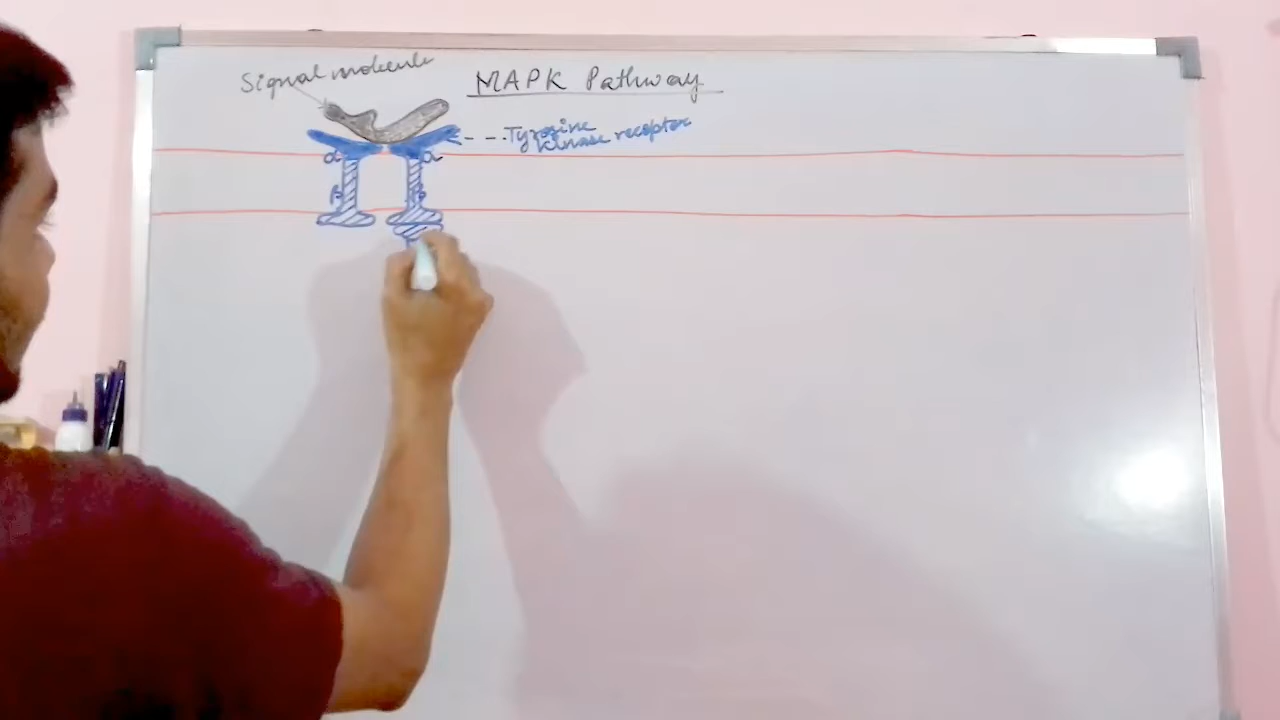 Signal molecule
MAPK Pathway
Tyrosine
kinase receptor
α α
β β